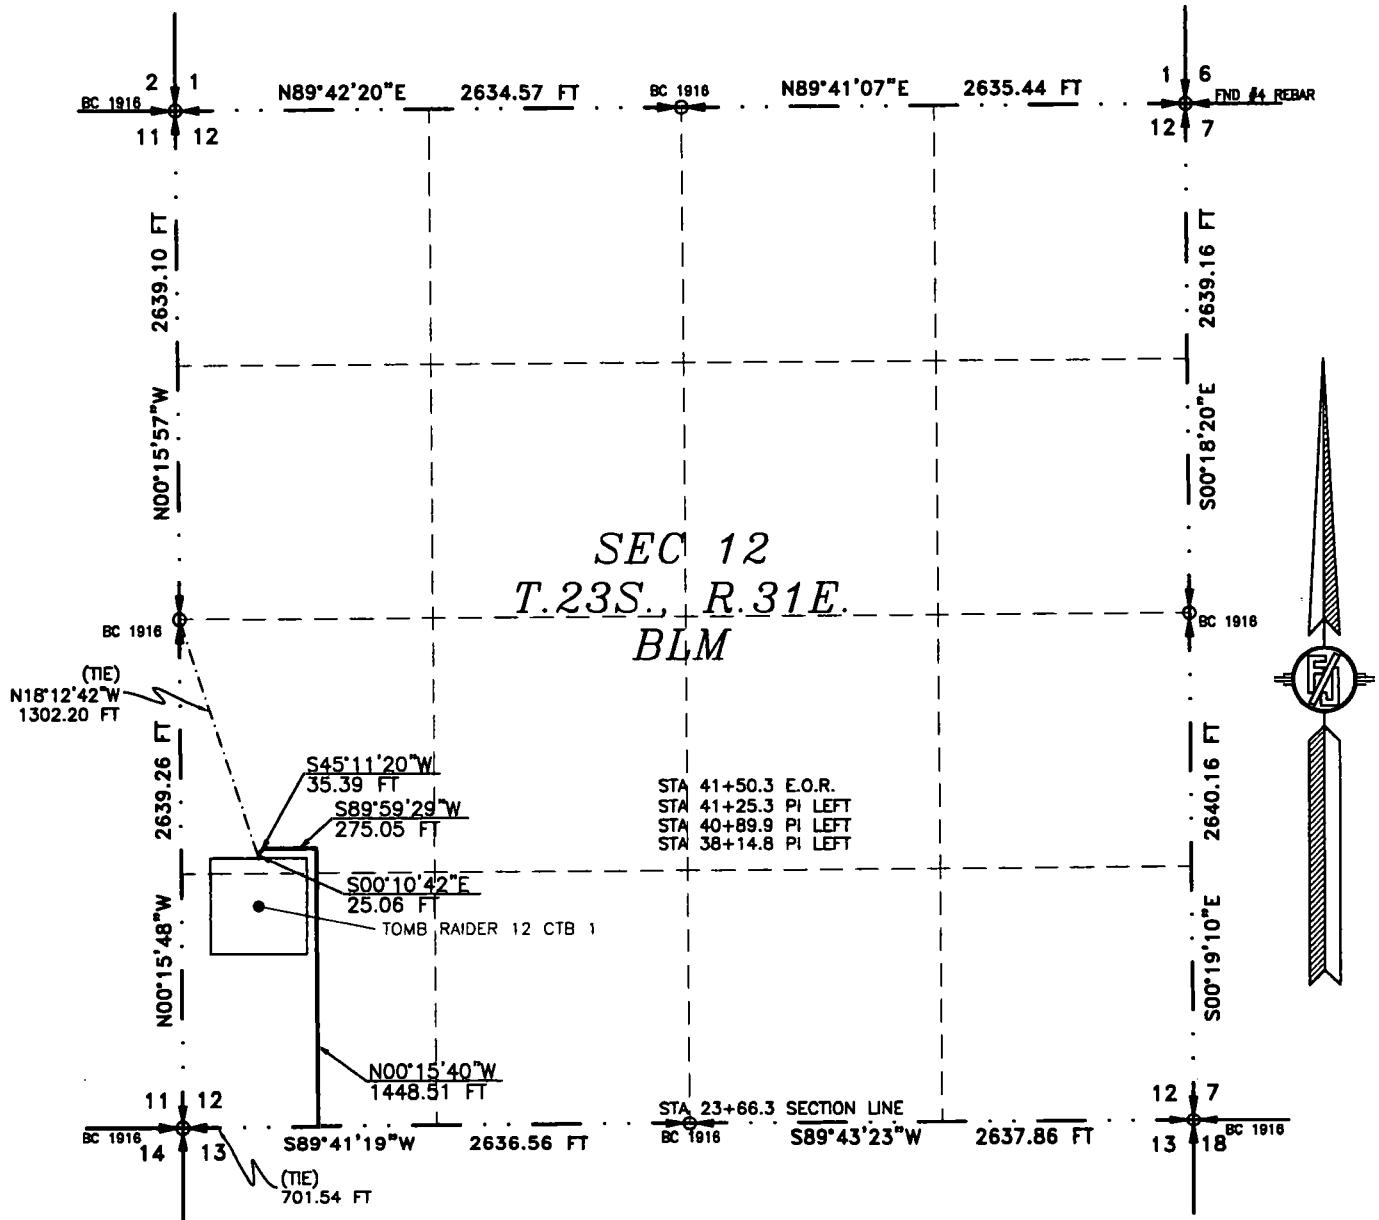 2 1
BC 1916
11 12
N89°42'20"E 2634.57 FT
BC 1916
N89°41'07"E 2635.44 FT
1 6
FND #4 REBAR
12 7
2639.10 FT
N00°15'57"W
2639.16 FT
S00°18'20"E
SEC 12
T.23S., R.31E.
BLM
BC 1916
BC 1916
(TIE)
N18°12'42"W
1302.20 FT
2639.26 FT
N00°15'48"W
S45°11'20"W
35.39 FT
S89°59'29"W
275.05 FT
STA 41+50.3 E.O.R.
STA 41+25.3 PI LEFT
STA 40+89.9 PI LEFT
STA 38+14.8 PI LEFT
2640.16 FT
S00°19'10"E
S00°10'42"E
25.06 FT
TOMB RAIDER 12 CTB 1
N00°15'40"W
1448.51 FT
11 12
BC 1916
14 13
(TIE)
701.54 FT
S89°41'19"W 2636.56 FT
STA 23+66.3 SECTION LINE
BC 1916
S89°43'23"W 2637.86 FT
12 7
BC 1916
13 18